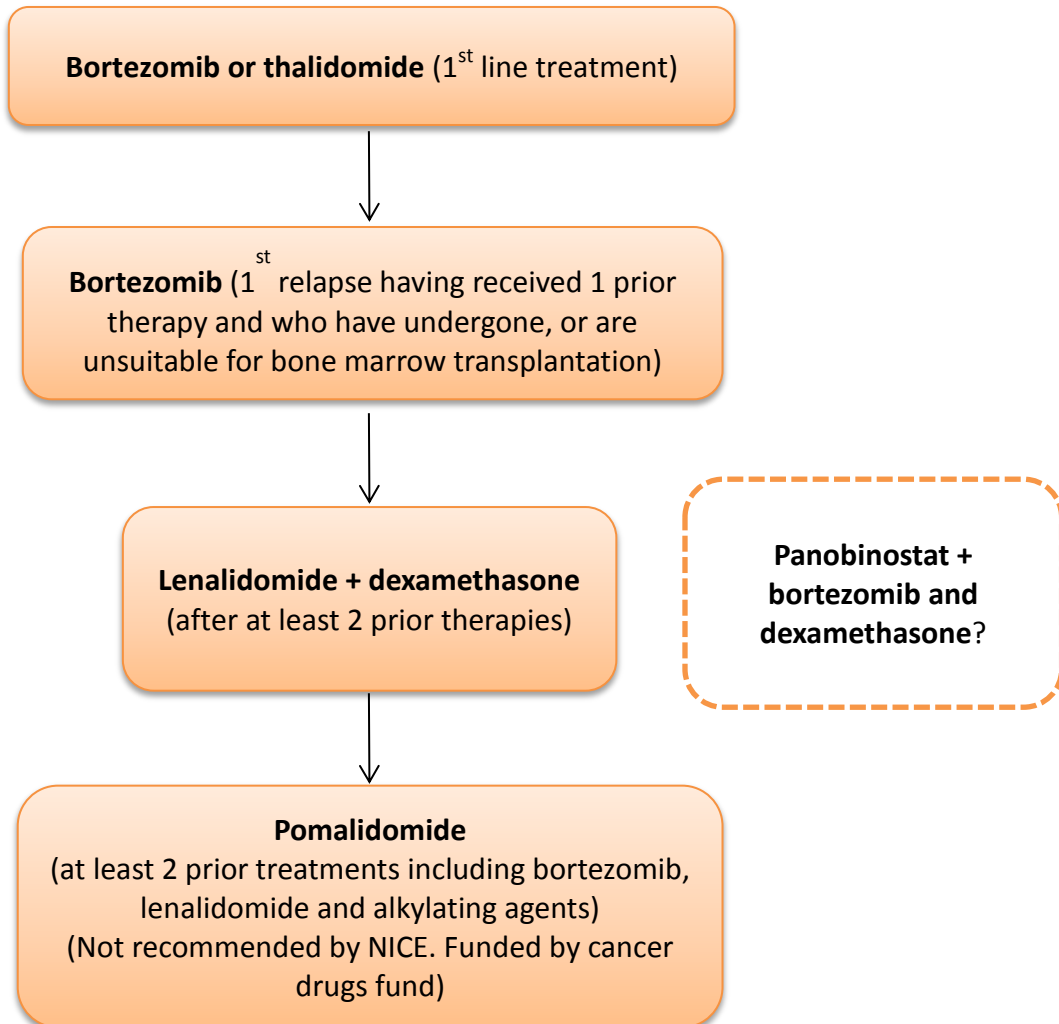 Bortezomib or thalidomide (1st line treatment)
Bortezomib (1st relapse having received 1 prior
therapy and who have undergone, or are
unsuitable for bone marrow transplantation)
Lenalidomide + dexamethasone
(after at least 2 prior therapies)
Panobinostat +
bortezomib and
dexamethasone?
Pomalidomide
(at least 2 prior treatments including bortezomib,
lenalidomide and alkylating agents)
(Not recommended by NICE. Funded by cancer
drugs fund)